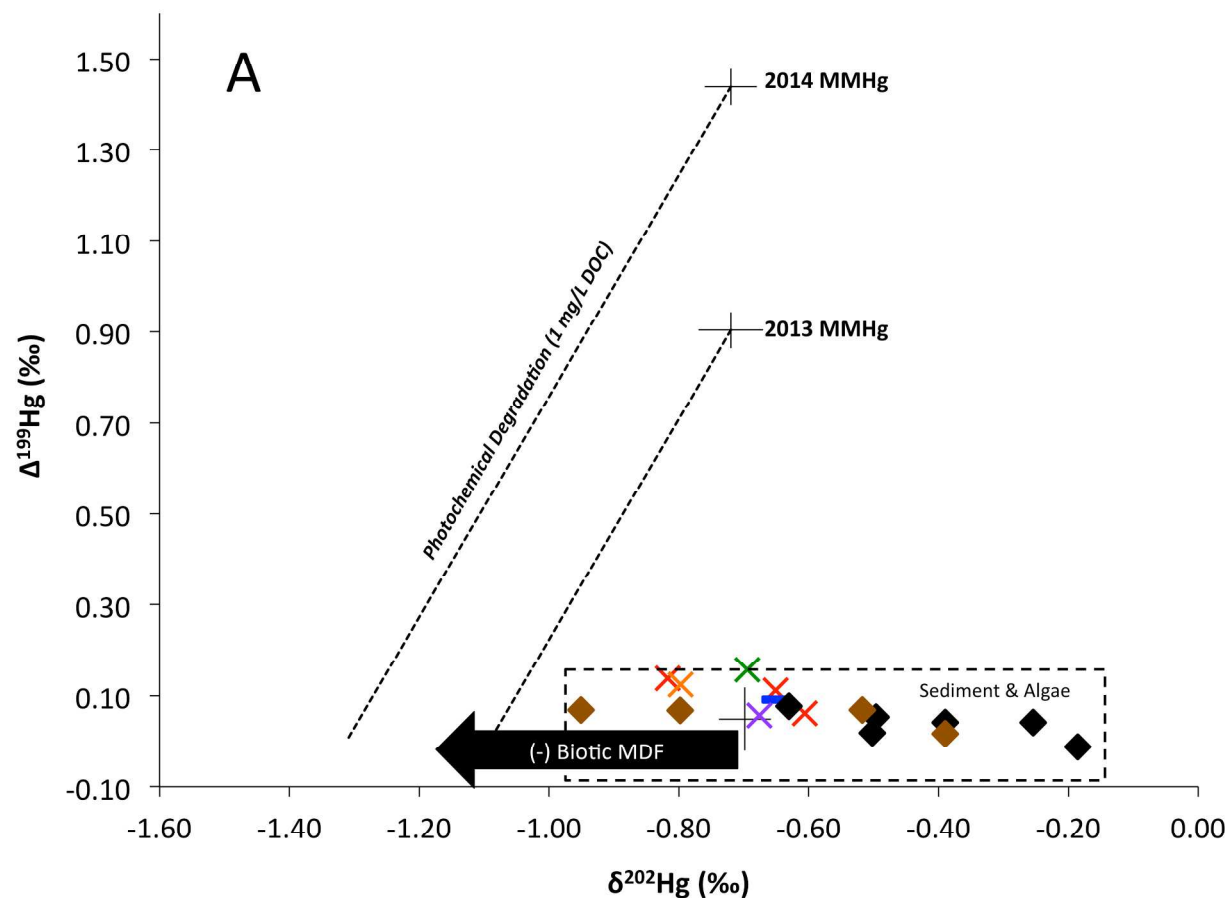 A
1.50
1.30
1.10
0.90
0.70
0.50
0.30
0.10
-0.10
Δ¹⁹⁹Hg (‰)
2014 MMHg
2013 MMHg
Photochemical Degradation (1 mg/L DOC)
Sediment & Algae
(-) Biotic MDF
-1.60 -1.40 -1.20 -1.00 -0.80 -0.60 -0.40 -0.20 0.00
δ²⁰²Hg (‰)